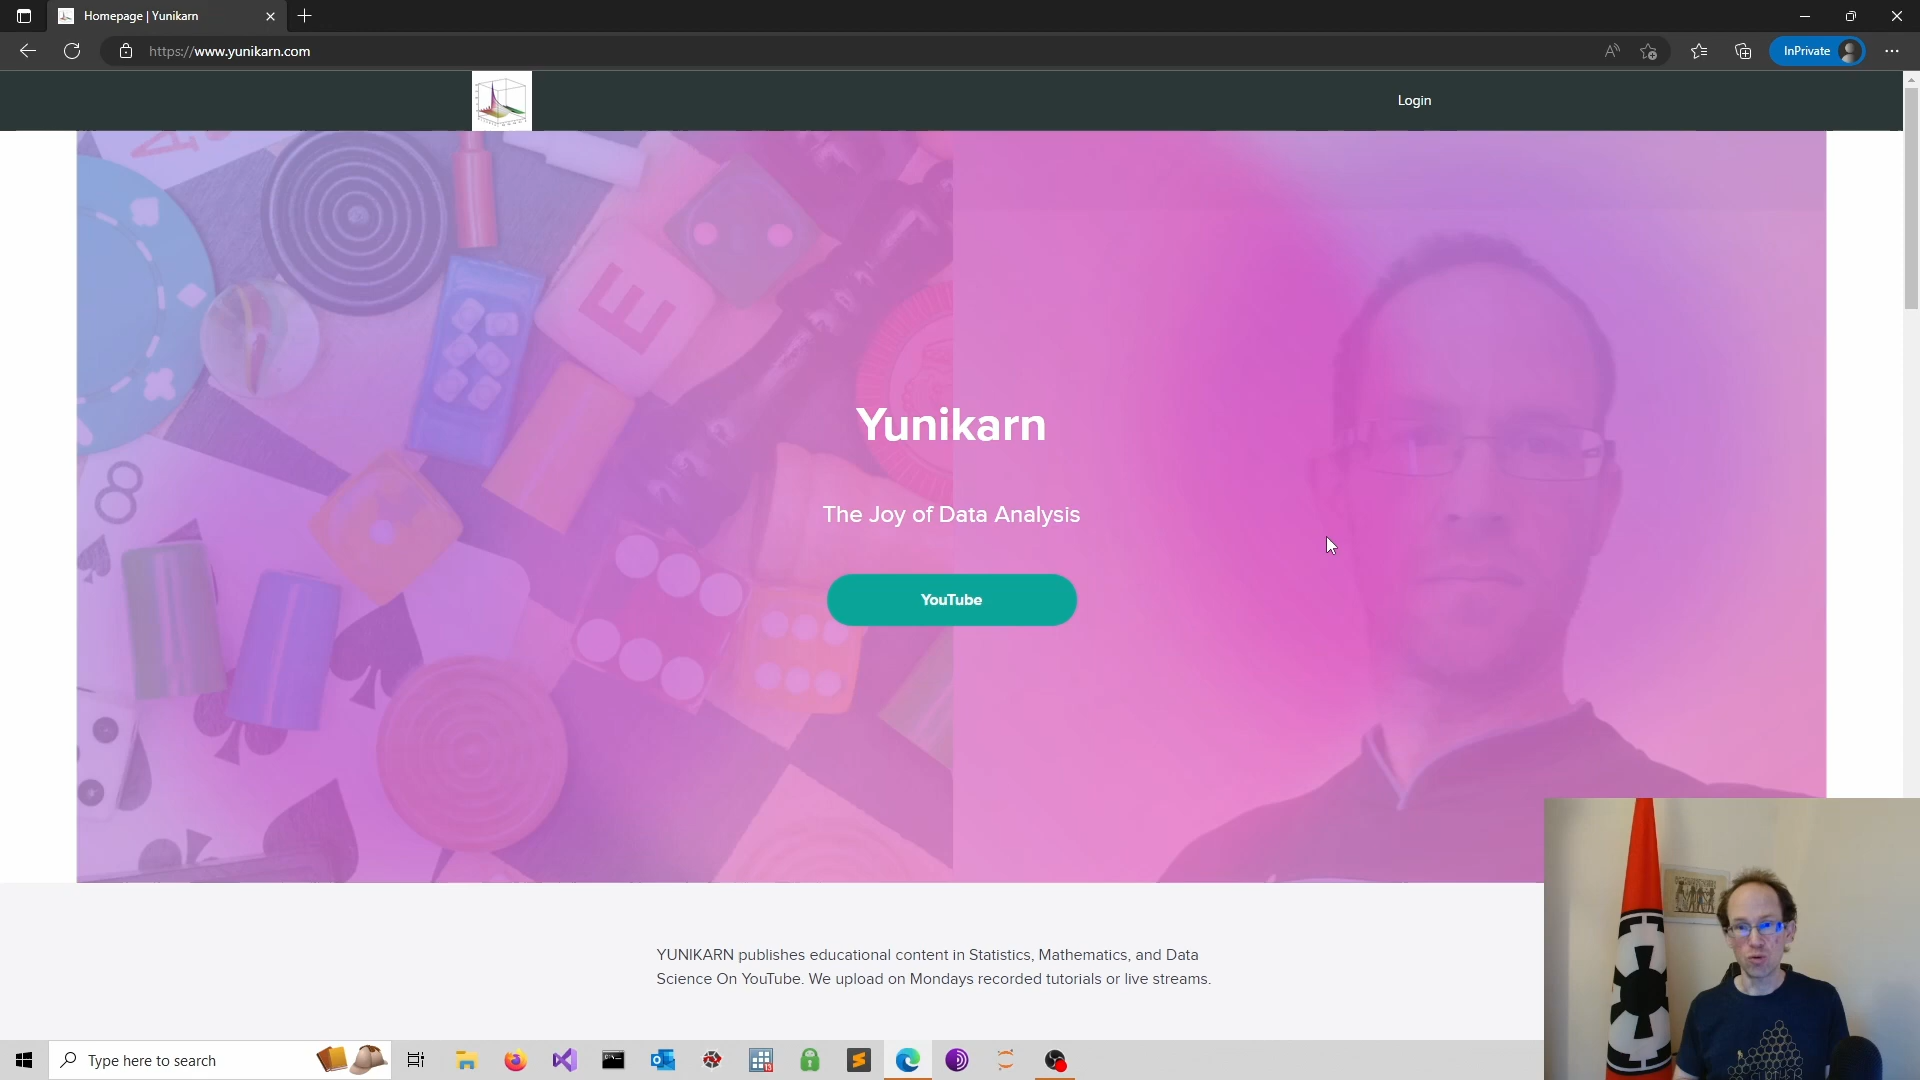 Homepage | Yunikarn
https://www.yunikarn.com
InPrivate
Login
E
8
Yunikarn
The Joy of Data Analysis
YouTube
YUNIKARN publishes educational content in Statistics, Mathematics, and Data
Science On YouTube. We upload on Mondays recorded tutorials or live streams.
Type here to search